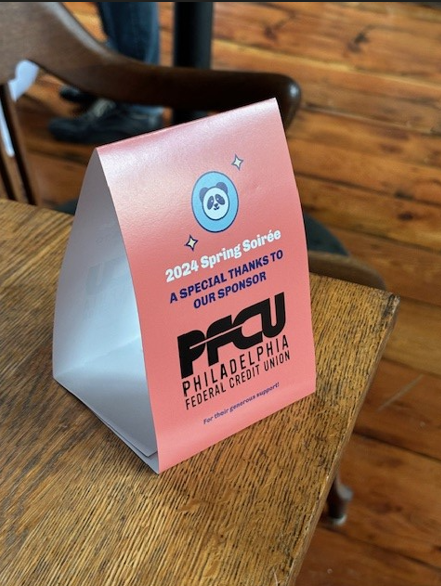 2024 Spring Soirée
A SPECIAL THANKS TO
OUR SPONSOR
PFCU
PHILADELPHIA
FEDERAL CREDIT UNION
For their generous support!